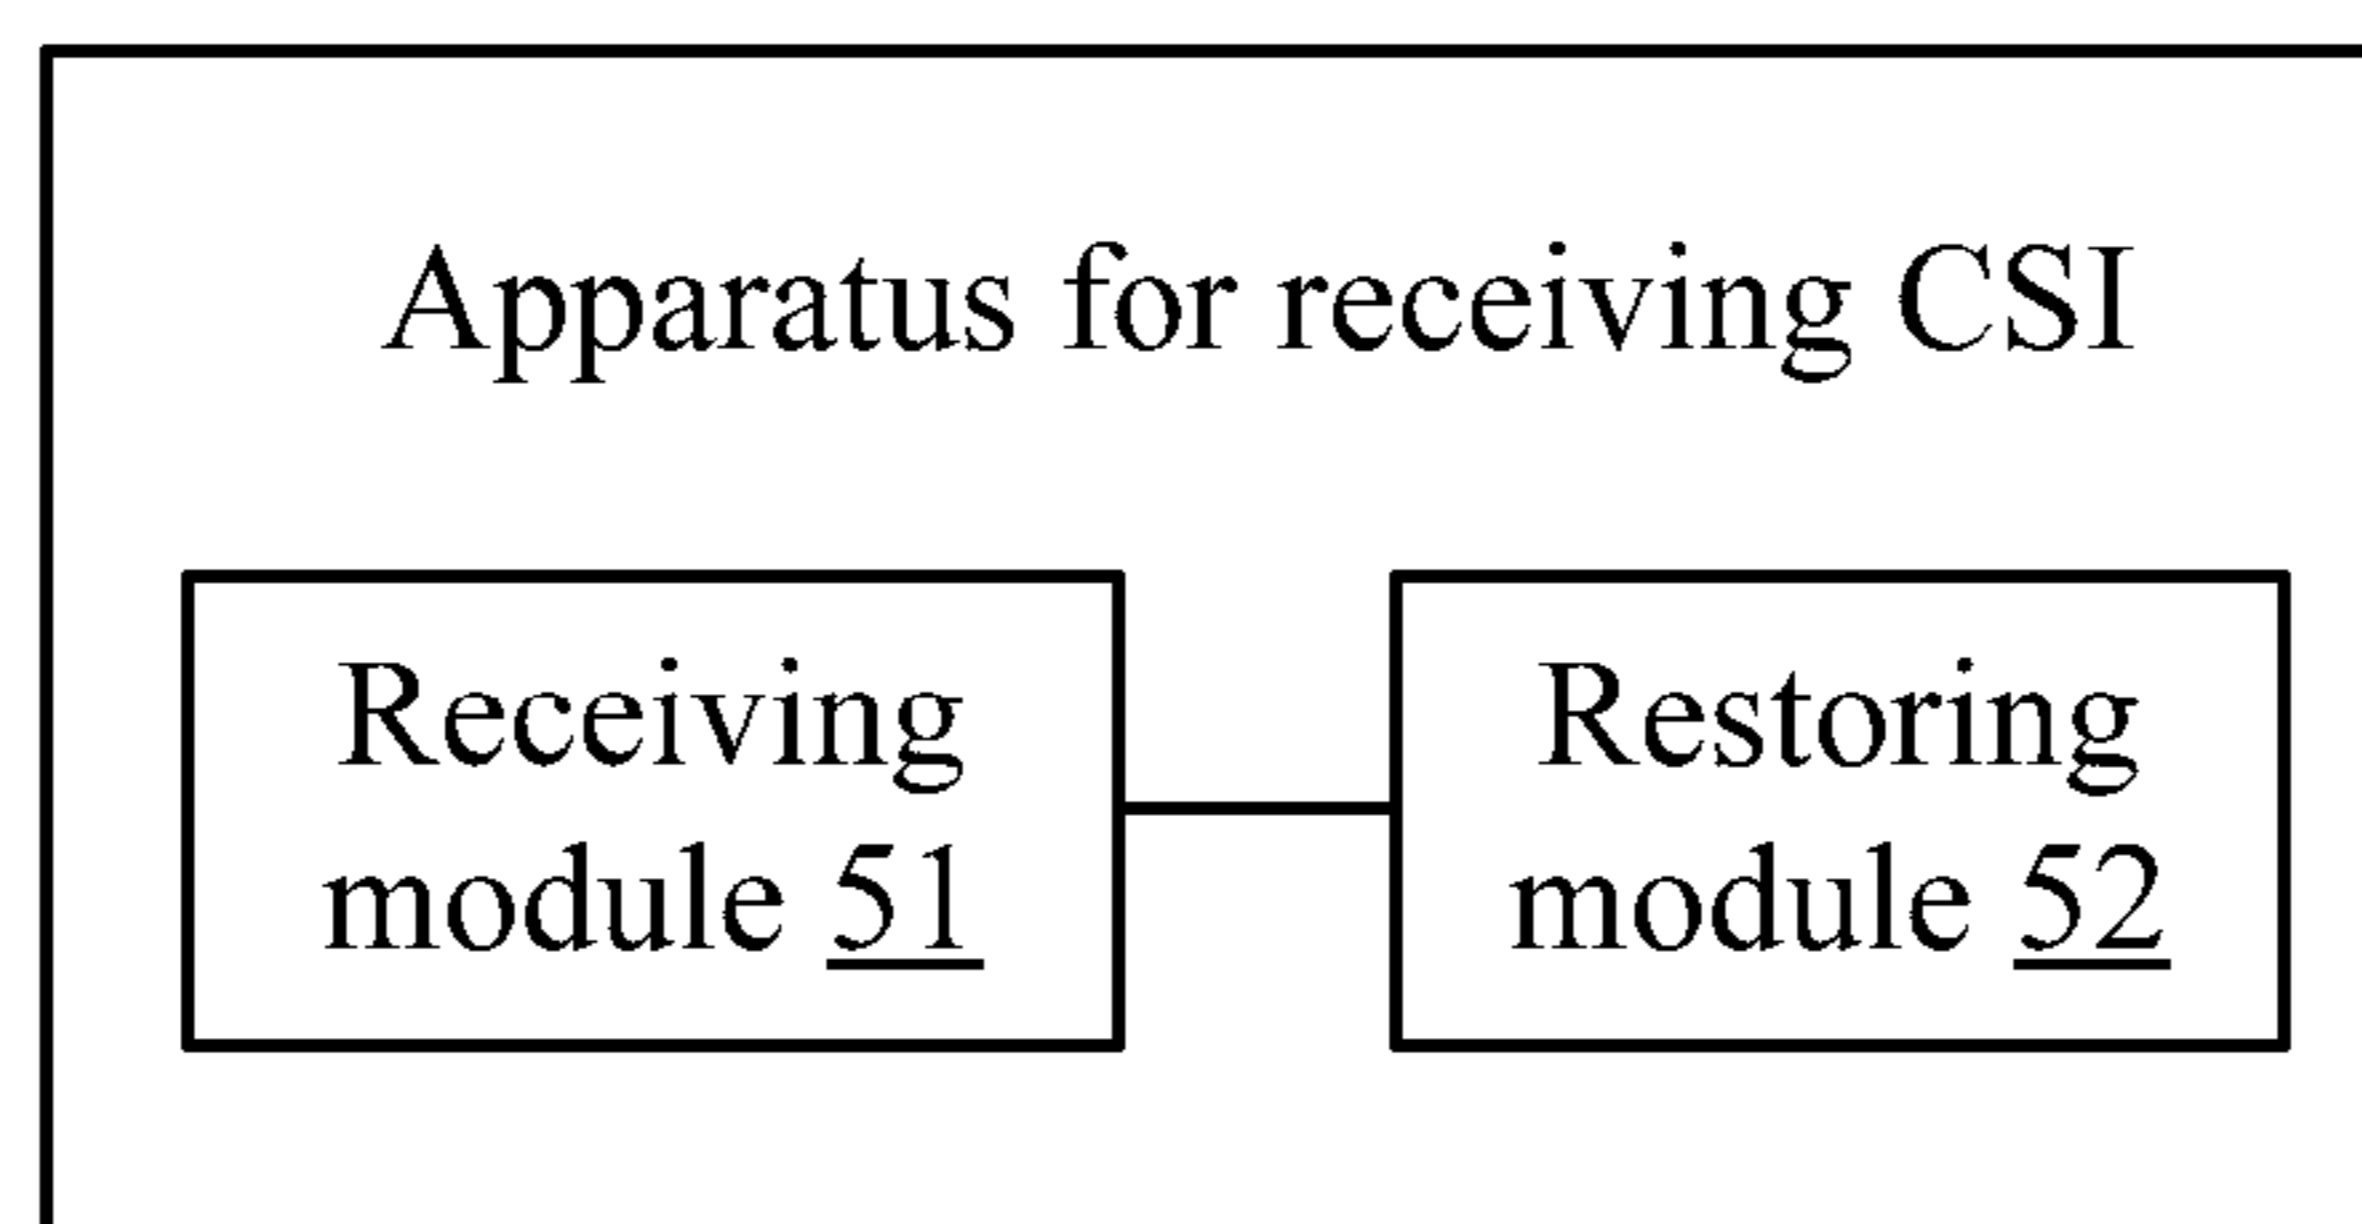 Apparatus for receiving CSI
Receiving
module 51
Restoring
module 52